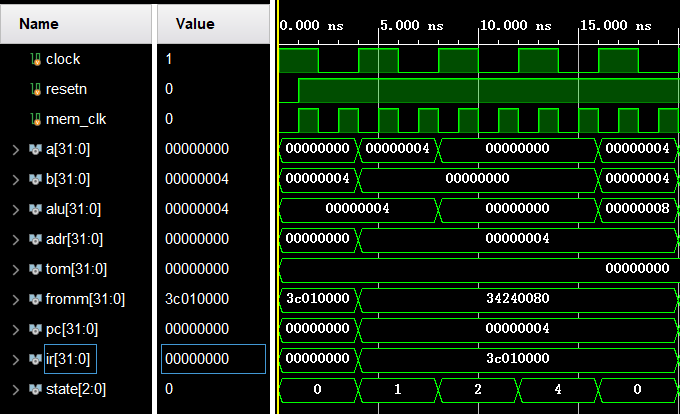 Name Value 0.000 ns 5.000 ns 10.000 ns 15.000 ns
clock 1
resetn 0
mem_clk 0
a[31:0] 00000000 00000000 00000004 00000000 00000004
b[31:0] 00000004 00000004 00000000 00000004
alu[31:0] 00000004 00000004 00000000 00000008
adr[31:0] 00000000 00000000 00000004
tom[31:0] 00000000 00000000
fromm[31:0] 3c010000 3c010000 34240080
pc[31:0] 00000000 00000000 00000004
ir[31:0] 00000000 00000000 3c010000
state[2:0] 0 0 1 2 4 0